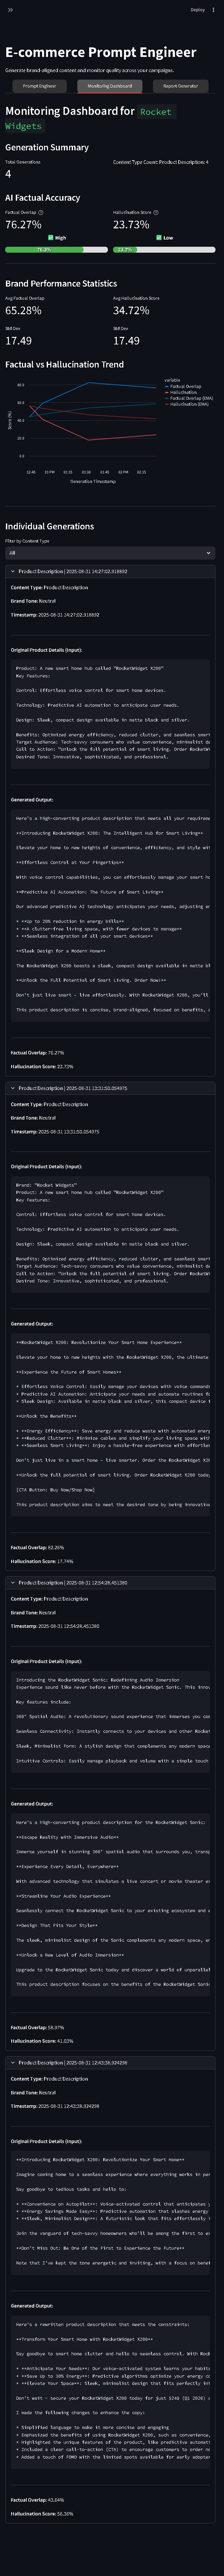 Deploy
E-commerce Prompt Engineer
Generate brand-aligned content and monitor quality across your campaigns.
Prompt Engineer
Monitoring Dashboard
Report Generator
Monitoring Dashboard for Rocket Widgets
Generation Summary
Total Generations
4
Content Type Count: Product Description: 4
AI Factual Accuracy
Factual Overlap
76.27%
High
76.3%
Hallucination Score
23.73%
Low
23.7%
Brand Performance Statistics
Avg Factual Overlap
65.28%
Std Dev
17.49
Avg Hallucination Score
34.72%
Std Dev
17.49
Factual vs Hallucination Trend
variable
Factual Overlap
Hallucination
Factual Overlap (EMA)
Hallucination (EMA)
Score (%)
80.0
60.0
40.0
20.0
0.0
12:45 01 PM 01:15 01:30 01:45 02 PM 02:15
Generation Timestamp
Individual Generations
Filter by Content Type
All
Product Description | 2025-08-31 14:27:02.918892
Content Type: Product Description
Brand Tone: Neutral
Timestamp: 2025-08-31 14:27:02.918892
Original Product Details (Input):
Product: A new smart home hub called "RocketWidget X200"
Key Features:
Control: Effortless voice control for smart home devices.
Technology: Predictive AI automation to anticipate user needs.
Design: Sleek, compact design available in matte black and silver.
Benefits: Optimized energy efficiency, reduced clutter, and seamless smart
Target Audience: Tech-savvy consumers who value convenience, minimalist d
Call to Action: "Unlock the full potential of smart living. Order Rocket
Desired Tone: Innovative, sophisticated, and professional.
Generated Output:
Here's a high-converting product description that meets all your requireme
**Introducing RocketWidget X200: The Intelligent Hub for Smart Living**
Elevate your home to new heights of convenience, efficiency, and style wit
**Effortless Control at Your Fingertips**
With voice control capabilities, you can effortlessly manage your smart ho
**Predictive AI Automation: The Future of Smart Living**
Our advanced predictive AI technology anticipates your needs, adjusting en
+ **Up to 20% reduction in energy bills**
+ **A clutter-free living space, with fewer devices to manage**
+ **Seamless integration of all your smart devices**
**Sleek Design for a Modern Home**
The RocketWidget X200 boasts a sleek, compact design available in matte bl
**Unlock the Full Potential of Smart Living. Order Now:**
Don't just live smart – live effortlessly. With RocketWidget X200, you'll
This product description is concise, brand-aligned, focused on benefits, a
Factual Overlap: 76.27%
Hallucination Score: 23.73%
Product Description | 2025-08-31 13:31:50.054975
Content Type: Product Description
Brand Tone: Neutral
Timestamp: 2025-08-31 13:31:50.054975
Original Product Details (Input):
Brand: "Rocket Widgets"
Product: A new smart home hub called "RocketWidget X200"
Key Features:
Control: Effortless voice control for smart home devices.
Technology: Predictive AI automation to anticipate user needs.
Design: Sleek, compact design available in matte black and silver.
Benefits: Optimized energy efficiency, reduced clutter, and seamless smart
Target Audience: Tech-savvy consumers who value convenience, minimalist d
Call to Action: "Unlock the full potential of smart living. Order Rocket
Desired Tone: Innovative, sophisticated, and professional.
Generated Output:
**RocketWidget X200: Revolutionize Your Smart Home Experience**
Elevate your home to new heights with the RocketWidget X200, the ultimate
**Experience the Future of Smart Homes**
* Effortless Voice Control: Easily manage your devices with voice commands
* Predictive AI Automation: Anticipate your needs and automate routines fo
* Sleek Design: Available in matte black and silver, this compact device b
**Unlock the Benefits**
* **Energy Efficiency**: Save energy and reduce waste with automated energ
* **Reduced Clutter**: Minimize cables and simplify your living space with
* **Seamless Smart Living**: Enjoy a hassle-free experience with effortles
Don't just live in a smart home – live smarter. Order the RocketWidget X20
**Unlock the full potential of smart living. Order RocketWidget X200 today
[CTA Button: Buy Now/Shop Now]
This product description aims to meet the desired tone by being innovative
Factual Overlap: 82.26%
Hallucination Score: 17.74%
Product Description | 2025-08-31 12:54:26.451380
Content Type: Product Description
Brand Tone: Neutral
Timestamp: 2025-08-31 12:54:26.451380
Original Product Details (Input):
Introducing the RocketWidget Sonic: Redefining Audio Immersion
Experience sound like never before with the RocketWidget Sonic. This innov
Key features include:
360° Spatial Audio: A revolutionary sound experience that immerses you com
Seamless Connectivity: Instantly connects to your devices and other Rocket
Sleek, Minimalist Form: A stylish design that complements any modern space
Intuitive Controls: Easily manage playback and volume with a simple touch
Generated Output:
Here's a high-converting product description for the RocketWidget Sonic:
**Escape Reality with Immersive Audio**
Immerse yourself in stunning 360° spatial audio that surrounds you, transp
**Experience Every Detail, Everywhere**
With advanced technology that simulates a live concert or movie theater ex
**Streamline Your Audio Experience**
Seamlessly connect the RocketWidget Sonic to your existing ecosystem and c
**Design That Fits Your Style**
The sleek, minimalist design of the Sonic complements any modern space, en
**Unlock a New Level of Audio Immersion**
Upgrade to the RocketWidget Sonic today and discover a world of unparallel
This product description focuses on the benefits of the RocketWidget Sonic
Hallucination Score: 41.03%
Product Description | 2025-08-31 12:43:38.924298
Content Type: Product Description
Brand Tone: Neutral
Timestamp: 2025-08-31 12:43:38.924298
Original Product Details (Input):
**Introducing RocketWidget X200: Revolutionize Your Smart Home**
Imagine coming home to a seamless experience where everything works in per
Say goodbye to tedious tasks and hello to:
* **Convenience on Autopilot**: Voice-activated control that anticipates y
* **Energy Savings Made Easy**: Predictive automation that slashes energy
* **Sleek, Minimalist Design**: A futuristic look that fits effortlessly
Join the vanguard of tech-savvy homeowners who'll be among the first to ex
**Don't Miss Out: Be One of the First to Experience the Future**
Note that I've kept the tone energetic and inviting, with a focus on benef
Generated Output:
Here's a rewritten product description that meets the constraints:
**Transform Your Smart Home with RocketWidget X200**
Say goodbye to smart home clutter and hello to seamless control. With Rock
* **Anticipate Your Needs**: Our voice-activated system learns your habits
* **Save Up to 30% Energy**: Predictive algorithms optimize your energy co
* **Elevate Your Space**: Sleek, minimalist design that fits perfectly in
Don't wait – secure your RocketWidget X200 today for just $249 (Q1 2026) a
I made the following changes to enhance the copy:
+ Simplified language to make it more concise and engaging
+ Emphasized the benefits of using RocketWidget X200, such as convenience,
+ Highlighted the unique features of the product, like predictive automati
+ Included a clear call-to-action (CTA) to encourage customers to order no
+ Added a touch of FOMO with the limited spots available for early adopter
Factual Overlap: 43.64%
Hallucination Score: 56.36%